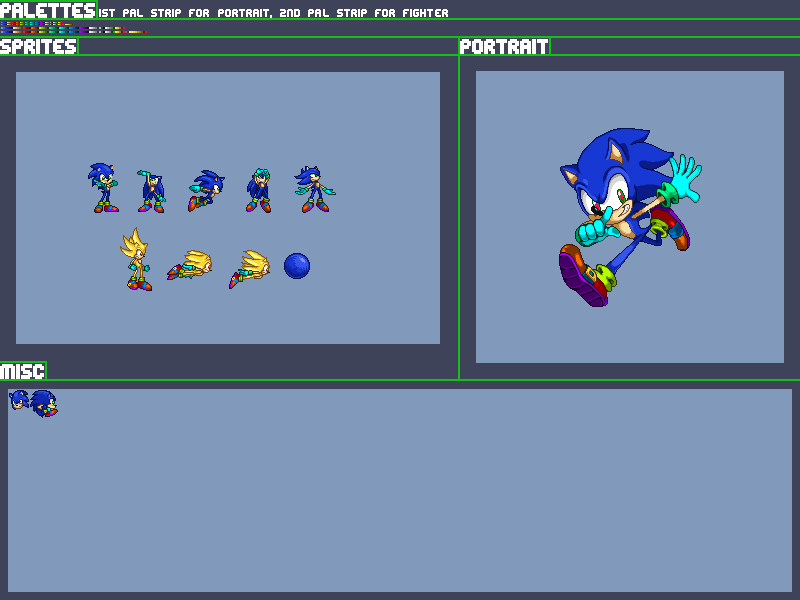 PALETTES 1ST PAL STRIP FOR PORTRAIT, 2ND PAL STRIP FOR FIGHTER
SPRITES
PORTRAIT
MISC